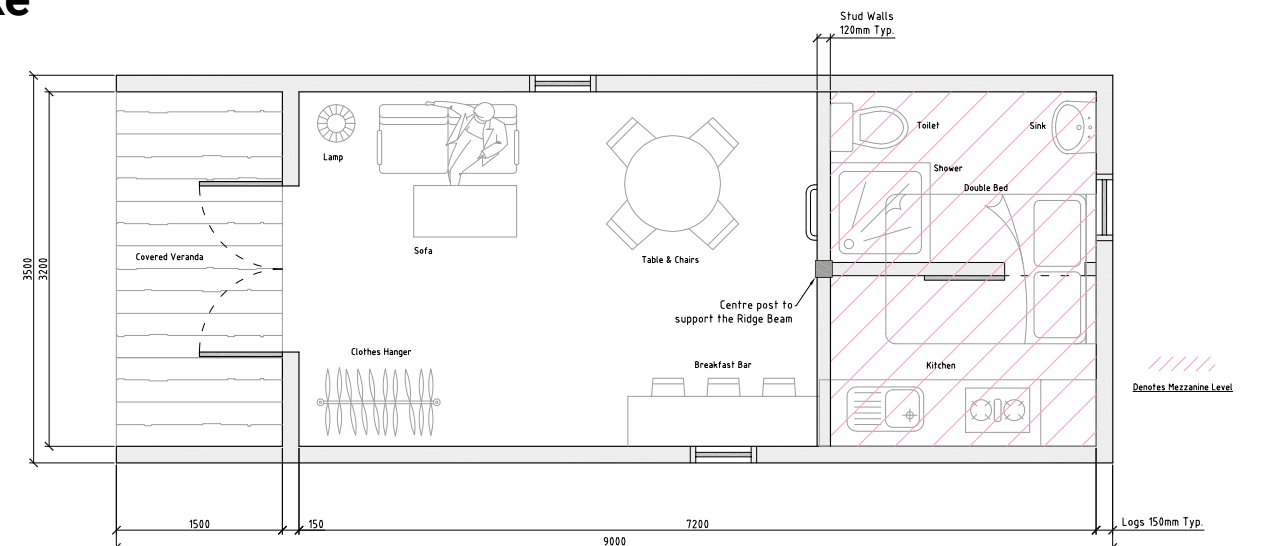 Stud Walls
120mm Typ.
3500
3200
Lamp
Sofa
Table & Chairs
Toilet
Sink
Shower
Double Bed
Covered Veranda
Centre post to
support the Ridge Beam
Clothes Hanger
Breakfast Bar
Kitchen
Denotes Mezzanine Level
1500
150
7200
Logs 150mm Typ.
9000